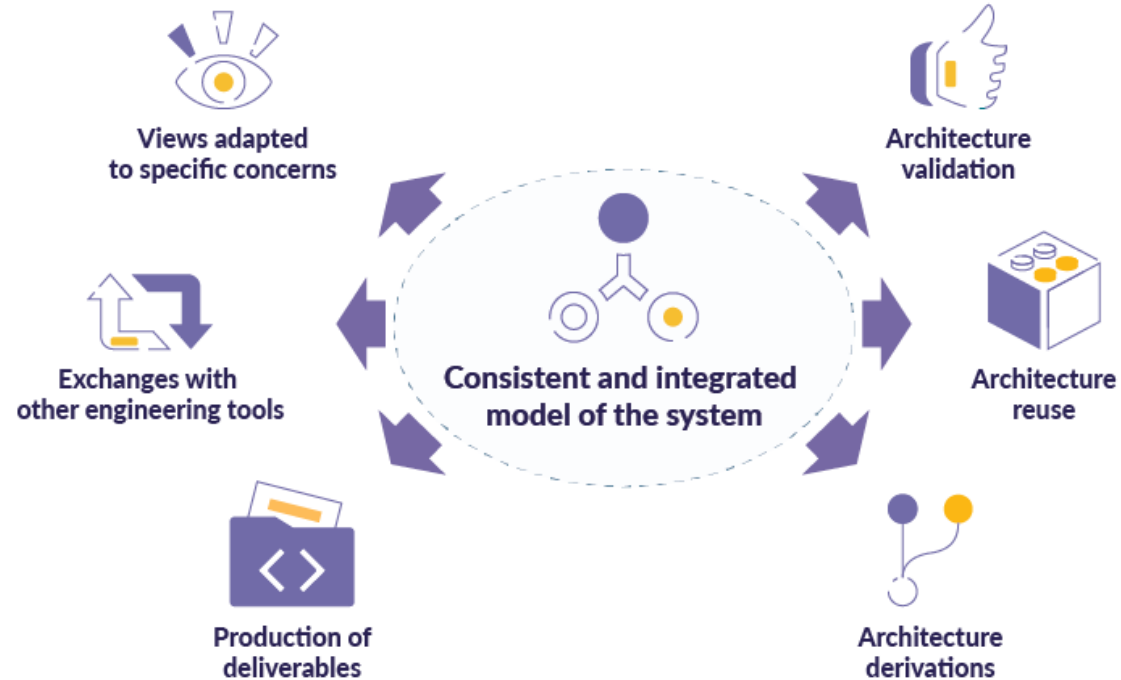 Views adapted
to specific concerns
Architecture
validation
Consistent and integrated
model of the system
Exchanges with
other engineering tools
Architecture
reuse
Production of
deliverables
Architecture
derivations